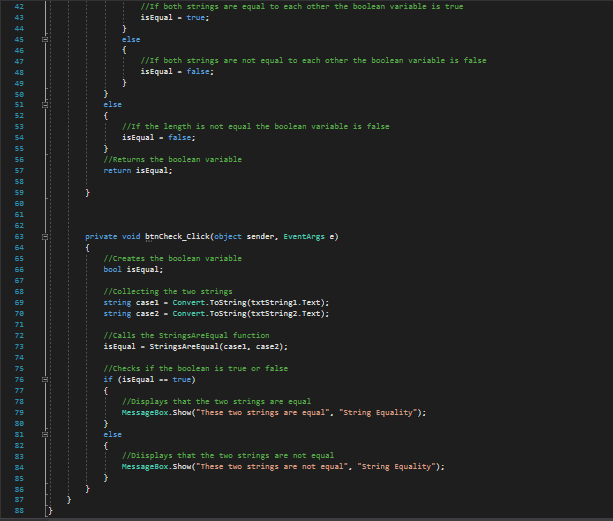 42 //If both strings are equal to each other the boolean variable is true
43 isEqual = true;
44 }
45 else
46 {
47 //If both strings are not equal to each other the boolean variable is false
48 isEqual = false;
49 }
50 }
51 else
52 {
53 //If the length is not equal the boolean variable is false
54 isEqual = false;
55 }
56 //Returns the boolean variable
57 return isEqual;
58
59 }
60
61
62
63 private void btnCheck_Click(object sender, EventArgs e)
64 {
65 //Creates the boolean variable
66 bool isEqual;
67
68 //Collecting the two strings
69 string case1 = Convert.ToString(txtString1.Text);
70 string case2 = Convert.ToString(txtString2.Text);
71
72 //Calls the StringsAreEqual function
73 isEqual = StringsAreEqual(case1, case2);
74
75 //Checks if the boolean is true or false
76 if (isEqual == true)
77 {
78 //Displays that the two strings are equal
79 MessageBox.Show("These two strings are equal", "String Equality");
80 }
81 else
82 {
83 //Diisplays that the two strings are not equal
84 MessageBox.Show("These two strings are not equal", "String Equality");
85 }
86 }
87 }
88 }